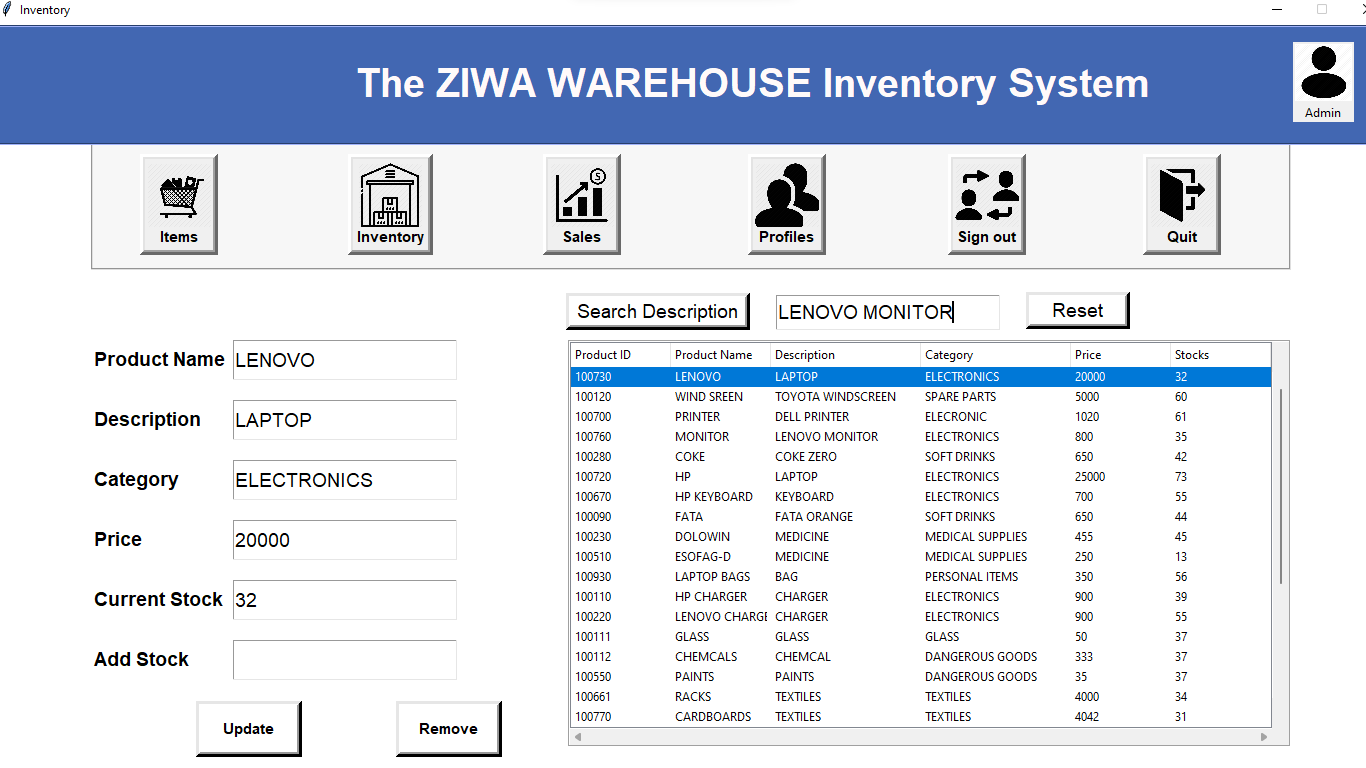 Inventory
The ZIWA WAREHOUSE Inventory System
Admin
Items Inventory Sales Profiles Sign out Quit
Search Description LENOVO MONITOR Reset
Product Name LENOVO
Description LAPTOP
Category ELECTRONICS
Price 20000
Current Stock 32
Add Stock
Update Remove
Product ID Product Name Description Category Price Stocks
100730 LENOVO LAPTOP ELECTRONICS 20000 32
100120 WIND SREEN TOYOTA WINDSCREEN SPARE PARTS 5000 60
100700 PRINTER DELL PRINTER ELECRONIC 1020 61
100760 MONITOR LENOVO MONITOR ELECTRONICS 800 35
100280 COKE COKE ZERO SOFT DRINKS 650 42
100720 HP LAPTOP ELECTRONICS 25000 73
100670 HP KEYBOARD KEYBOARD ELECTRONICS 700 55
100090 FATA FATA ORANGE SOFT DRINKS 650 44
100230 DOLOWIN MEDICINE MEDICAL SUPPLIES 455 45
100510 ESOFAG-D MEDICINE MEDICAL SUPPLIES 250 13
100930 LAPTOP BAGS BAG PERSONAL ITEMS 350 56
100110 HP CHARGER CHARGER ELECTRONICS 900 39
100220 LENOVO CHARGE CHARGER ELECTRONICS 900 55
100111 GLASS GLASS GLASS 50 37
100112 CHEMCALS CHEMCAL DANGEROUS GOODS 333 37
100550 PAINTS PAINTS DANGEROUS GOODS 35 37
100661 RACKS TEXTILES TEXTILES 4000 34
100770 CARDBOARDS TEXTILES TEXTILES 4042 31